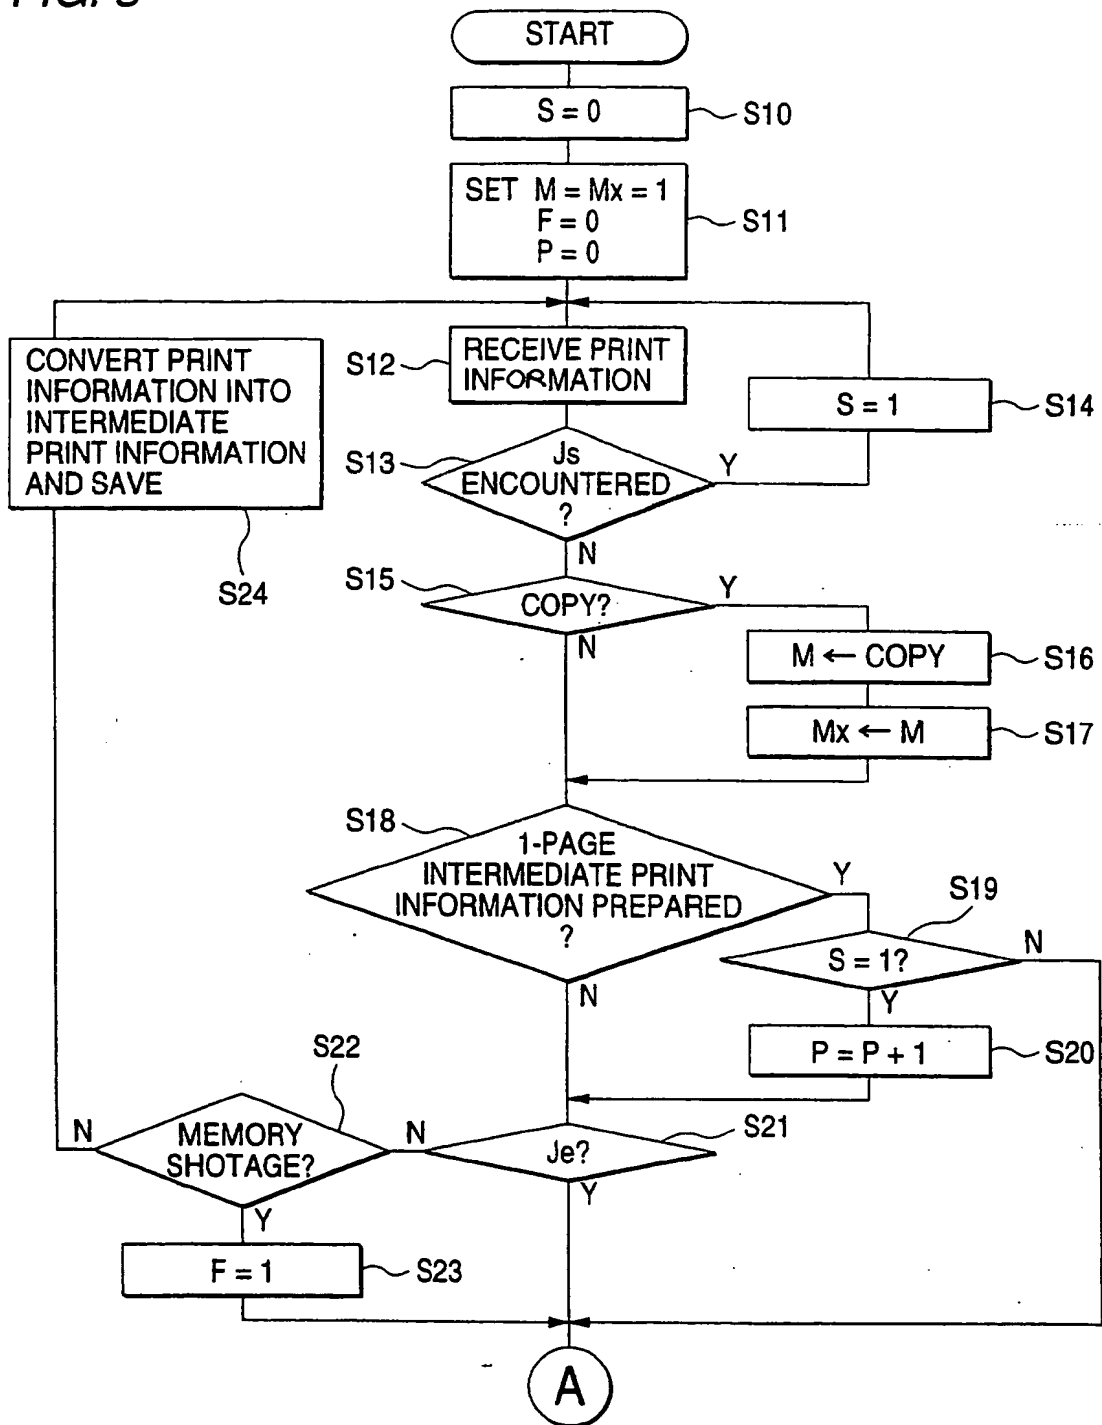 START
S = 0
S10
SET M = Mx = 1
F = 0
P = 0
S11
S12
RECEIVE PRINT
INFORMATION
CONVERT PRINT
INFORMATION INTO
INTERMEDIATE
PRINT INFORMATION
AND SAVE
S24
S = 1
S14
S13
Js
ENCOUNTERED
?
Y
N
S15
COPY?
Y
N
M ← COPY
S16
Mx ← M
S17
S18
1-PAGE
INTERMEDIATE PRINT
INFORMATION PREPARED
?
Y
N
S19
S = 1?
N
Y
P = P + 1
S20
S21
Je?
N
Y
S22
MEMORY
SHOTAGE?
N
Y
F = 1
S23
A